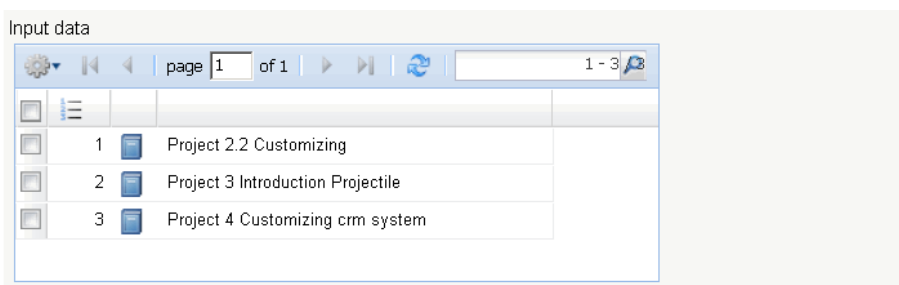 Input data
page 1 of 1 1 - 3
1 Project 2.2 Customizing
2 Project 3 Introduction Projectile
3 Project 4 Customizing crm system